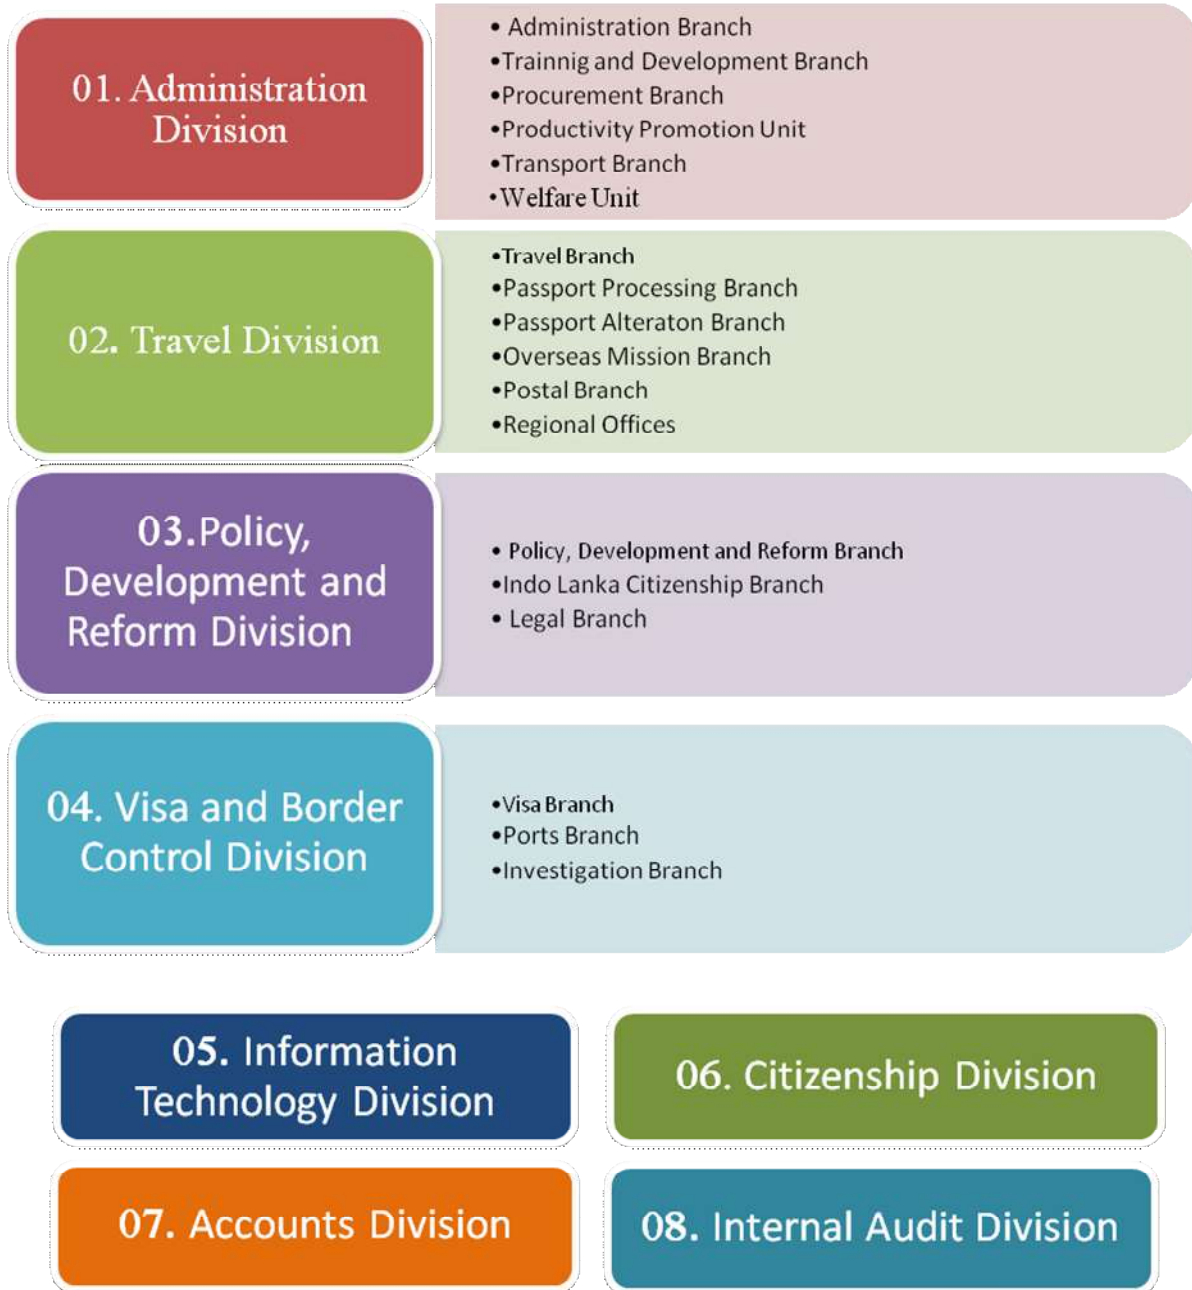 01. Administration
Division
• Administration Branch
•Trainnig and Development Branch
•Procurement Branch
•Productivity Promotion Unit
•Transport Branch
•Welfare Unit
02. Travel Division
•Travel Branch
•Passport Processing Branch
•Passport Alteraton Branch
•Overseas Mission Branch
•Postal Branch
•Regional Offices
03.Policy,
Development and
Reform Division
• Policy, Development and Reform Branch
•Indo Lanka Citizenship Branch
• Legal Branch
04. Visa and Border
Control Division
•Visa Branch
•Ports Branch
•Investigation Branch
05. Information
Technology Division
06. Citizenship Division
07. Accounts Division
08. Internal Audit Division